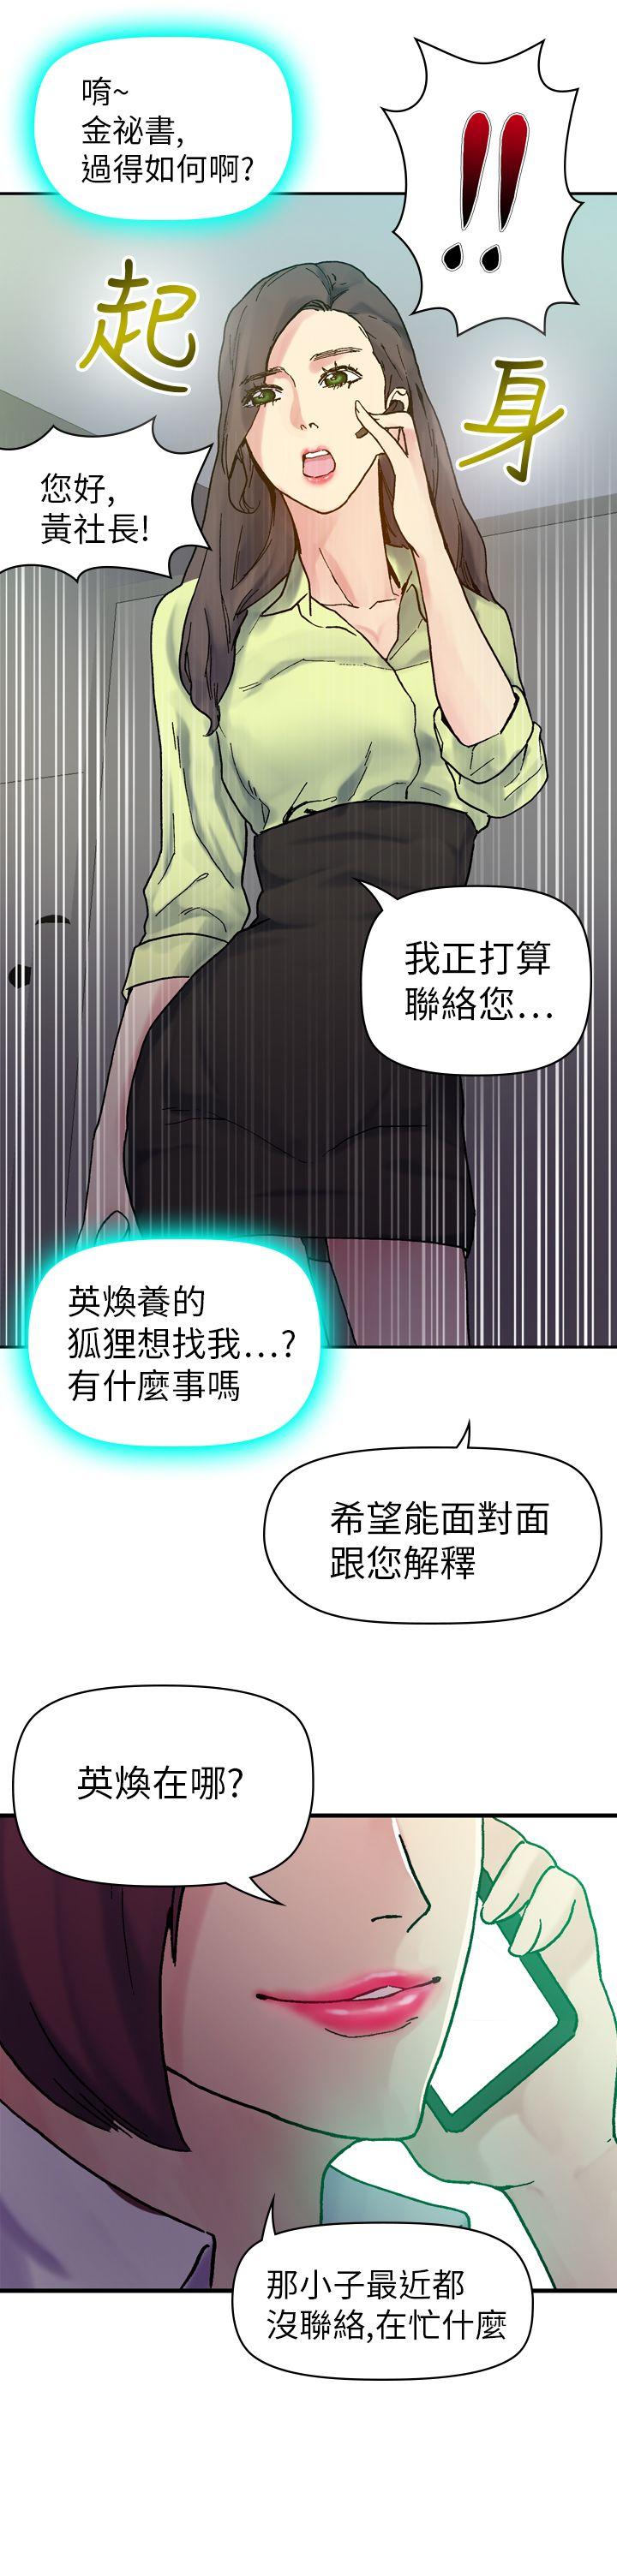 唷~
金祕書,
過得如何啊?
!!
起
身
您好,
黃社長!
我正打算
聯絡您...
英煥養的
狐狸想找我...?
有什麼事嗎
希望能面對面
跟您解釋
英煥在哪?
那小子最近都
沒聯絡,在忙什麼